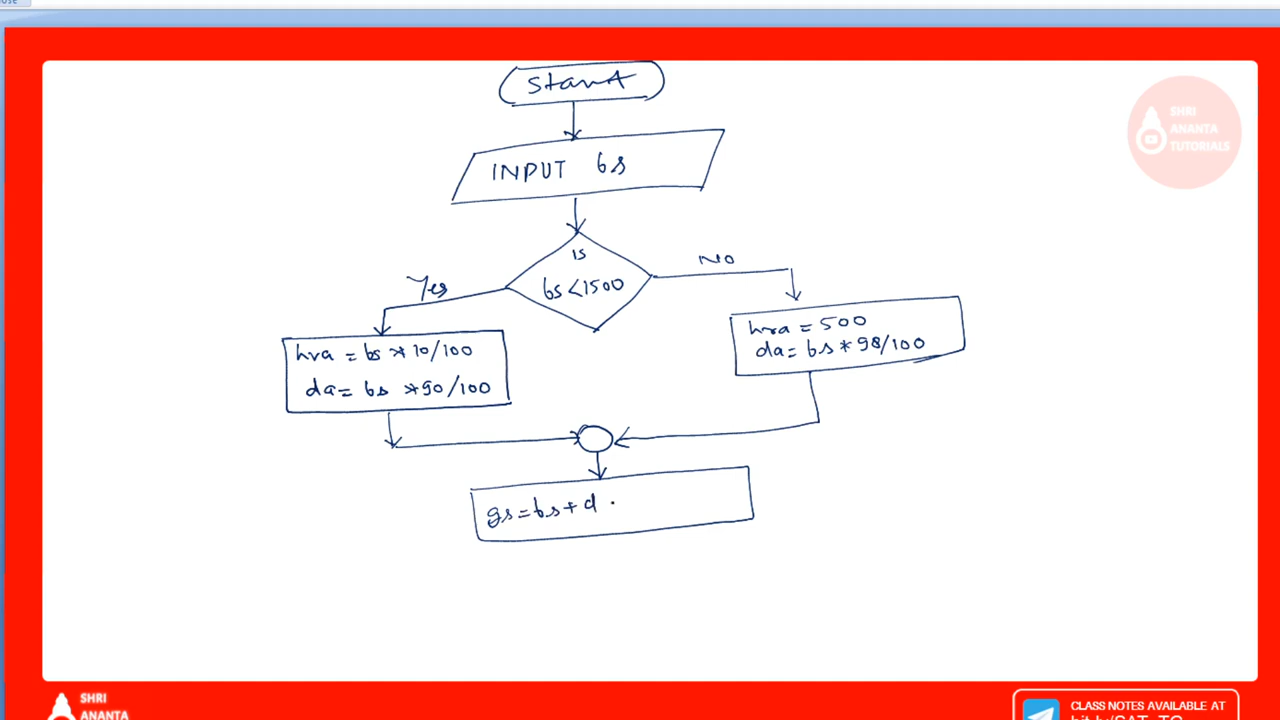 ose
Start
SHRI
ANANTA
TUTORIALS
INPUT bs
is
bs<1500
Yes
No
hra = bs * 10/100
da= bs *90/100
hra = 500
da= bs * 98/100
gs=bs+d
SHRI
ANANTA
CLASS NOTES AVAILABLE AT